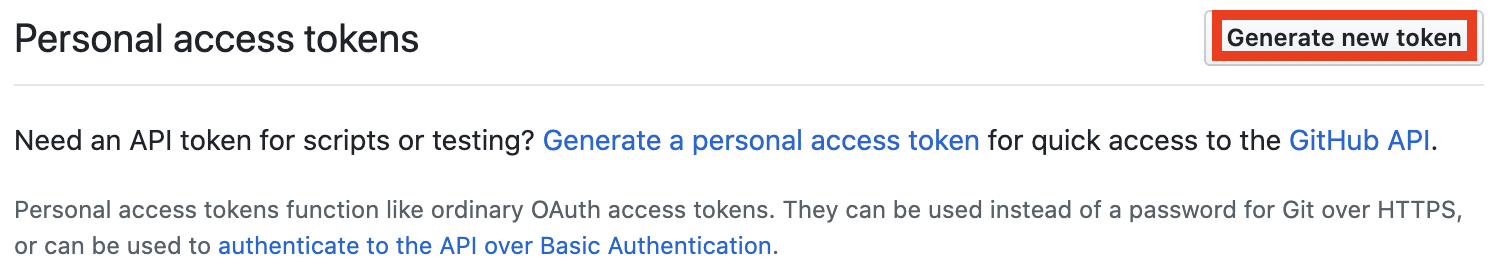 Personal access tokens
Generate new token
Need an API token for scripts or testing? Generate a personal access token for quick access to the GitHub API.
Personal access tokens function like ordinary OAuth access tokens. They can be used instead of a password for Git over HTTPS,
or can be used to authenticate to the API over Basic Authentication.